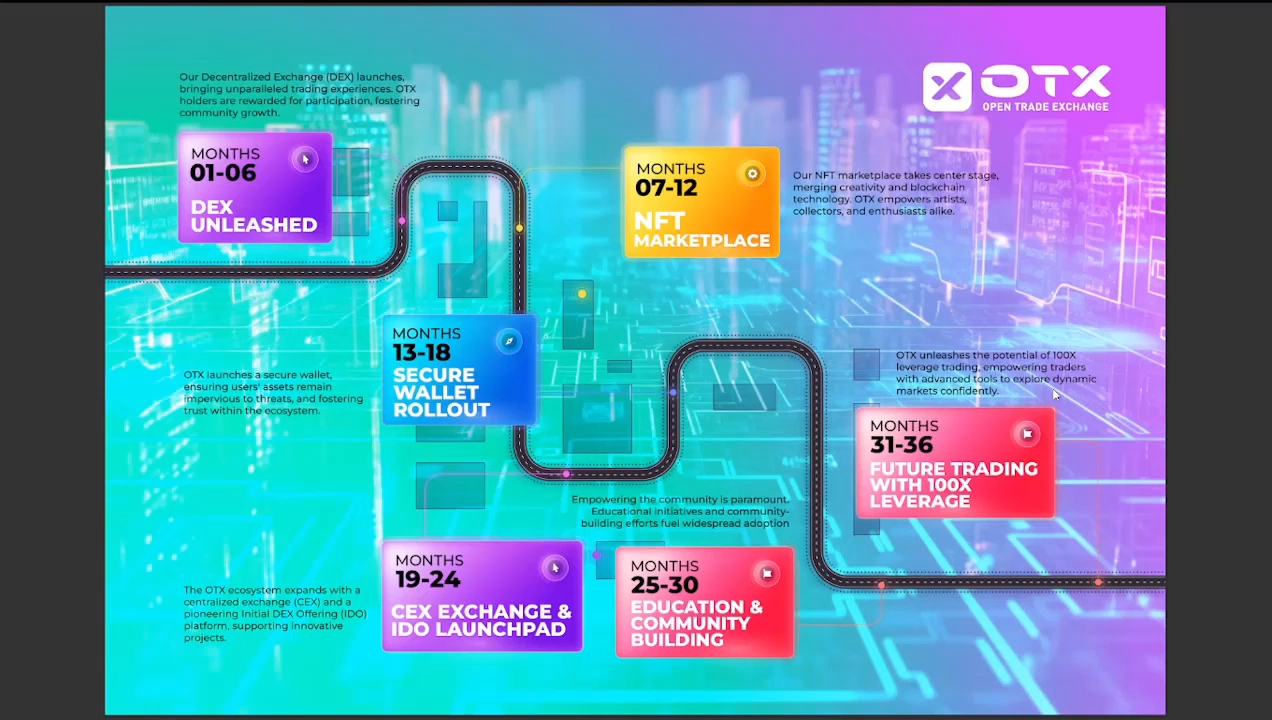 Our Decentralized Exchange (DEX) launches,
bringing unparalleled trading experiences. OTX
holders are rewarded for participation, fostering
community growth.
MONTHS
01-06
DEX
UNLEASHED
OTX
OPEN TRADE EXCHANGE
MONTHS
07-12
NFT
MARKETPLACE
Our NFT marketplace takes center stage,
merging creativity and blockchain
technology. OTX empowers artists,
collectors, and enthusiasts alike.
OTX launches a secure wallet,
ensuring users' assets remain
impervious to threats, and fostering
trust within the ecosystem.
MONTHS
13-18
SECURE
WALLET
ROLLOUT
OTX unleashes the potential of 100X
leverage trading, empowering traders
with advanced tools to explore dynamic
markets confidently.
MONTHS
31-36
FUTURE TRADING
WITH 100X
LEVERAGE
The OTX ecosystem expands with a
centralized exchange (CEX) and a
pioneering Initial DEX Offering (IDO)
platform, supporting innovative
projects.
MONTHS
19-24
CEX EXCHANGE &
IDO LAUNCHPAD
Empowering the community is paramount.
Educational initiatives and community-
building efforts fuel widespread adoption
MONTHS
25-30
EDUCATION &
COMMUNITY
BUILDING